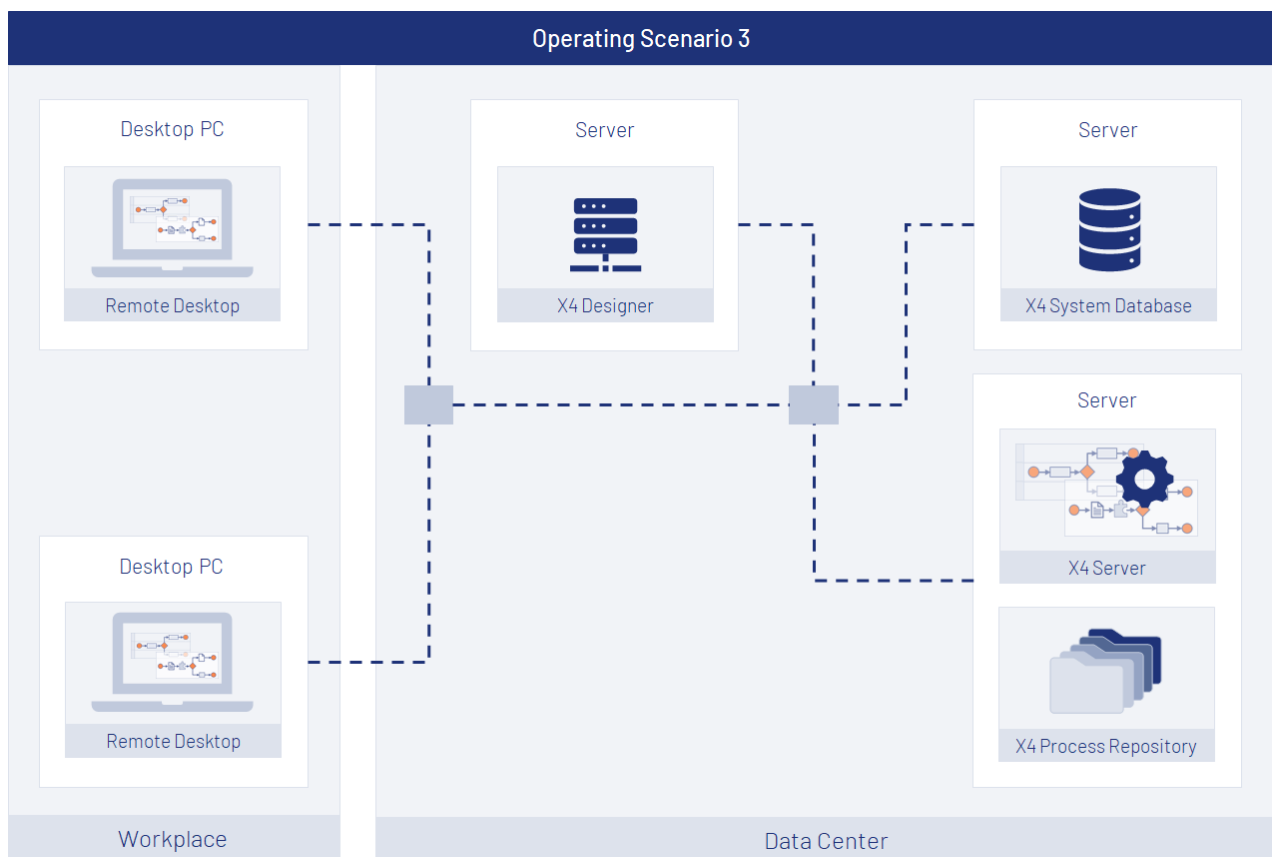 Operating Scenario 3
Desktop PC
Remote Desktop
Desktop PC
Remote Desktop
Workplace
Server
X4 Designer
Server
X4 System Database
Server
X4 Server
X4 Process Repository
Data Center